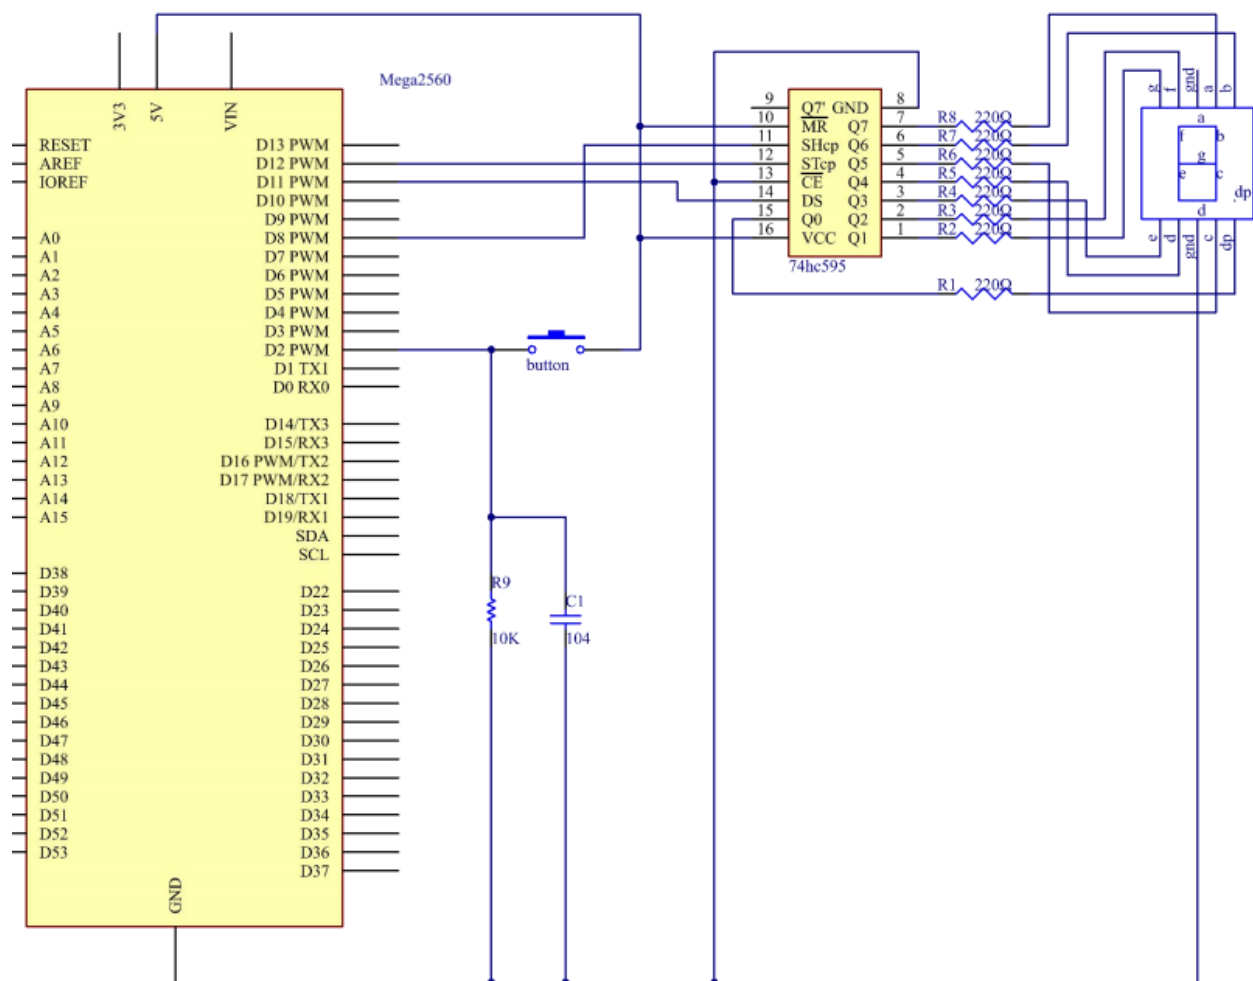 Mega2560
3V3
5V
VIN
RESET
AREF
IOREF
A0
A1
A2
A3
A4
A5
A6
A7
A8
A9
A10
A11
A12
A13
A14
A15
D38
D39
D40
D41
D42
D43
D44
D45
D46
D47
D48
D49
D50
D51
D52
D53
D13 PWM
D12 PWM
D11 PWM
D10 PWM
D9 PWM
D8 PWM
D7 PWM
D6 PWM
D5 PWM
D4 PWM
D3 PWM
D2 PWM
D1 TX1
D0 RX0
D14/TX3
D15/RX3
D16 PWM/TX2
D17 PWM/RX2
D18/TX1
D19/RX1
SDA
SCL
D22
D23
D24
D25
D26
D27
D28
D29
D30
D31
D32
D33
D34
D35
D36
D37
GND
button
R9
10K
C1
104
9 Q7' GND 8
10 MR Q7 7
11 SHcp Q6 6
12 STcp Q5 5
13 CE Q4 4
14 DS Q3 3
15 Q0 Q2 2
16 VCC Q1 1
74hc595
R8 220Ω
R7 220Ω
R6 220Ω
R5 220Ω
R4 220Ω
R3 220Ω
R2 220Ω
R1 220Ω
g f gnd a b
a
f b
g
e c
d
dp
e d gnd c dp